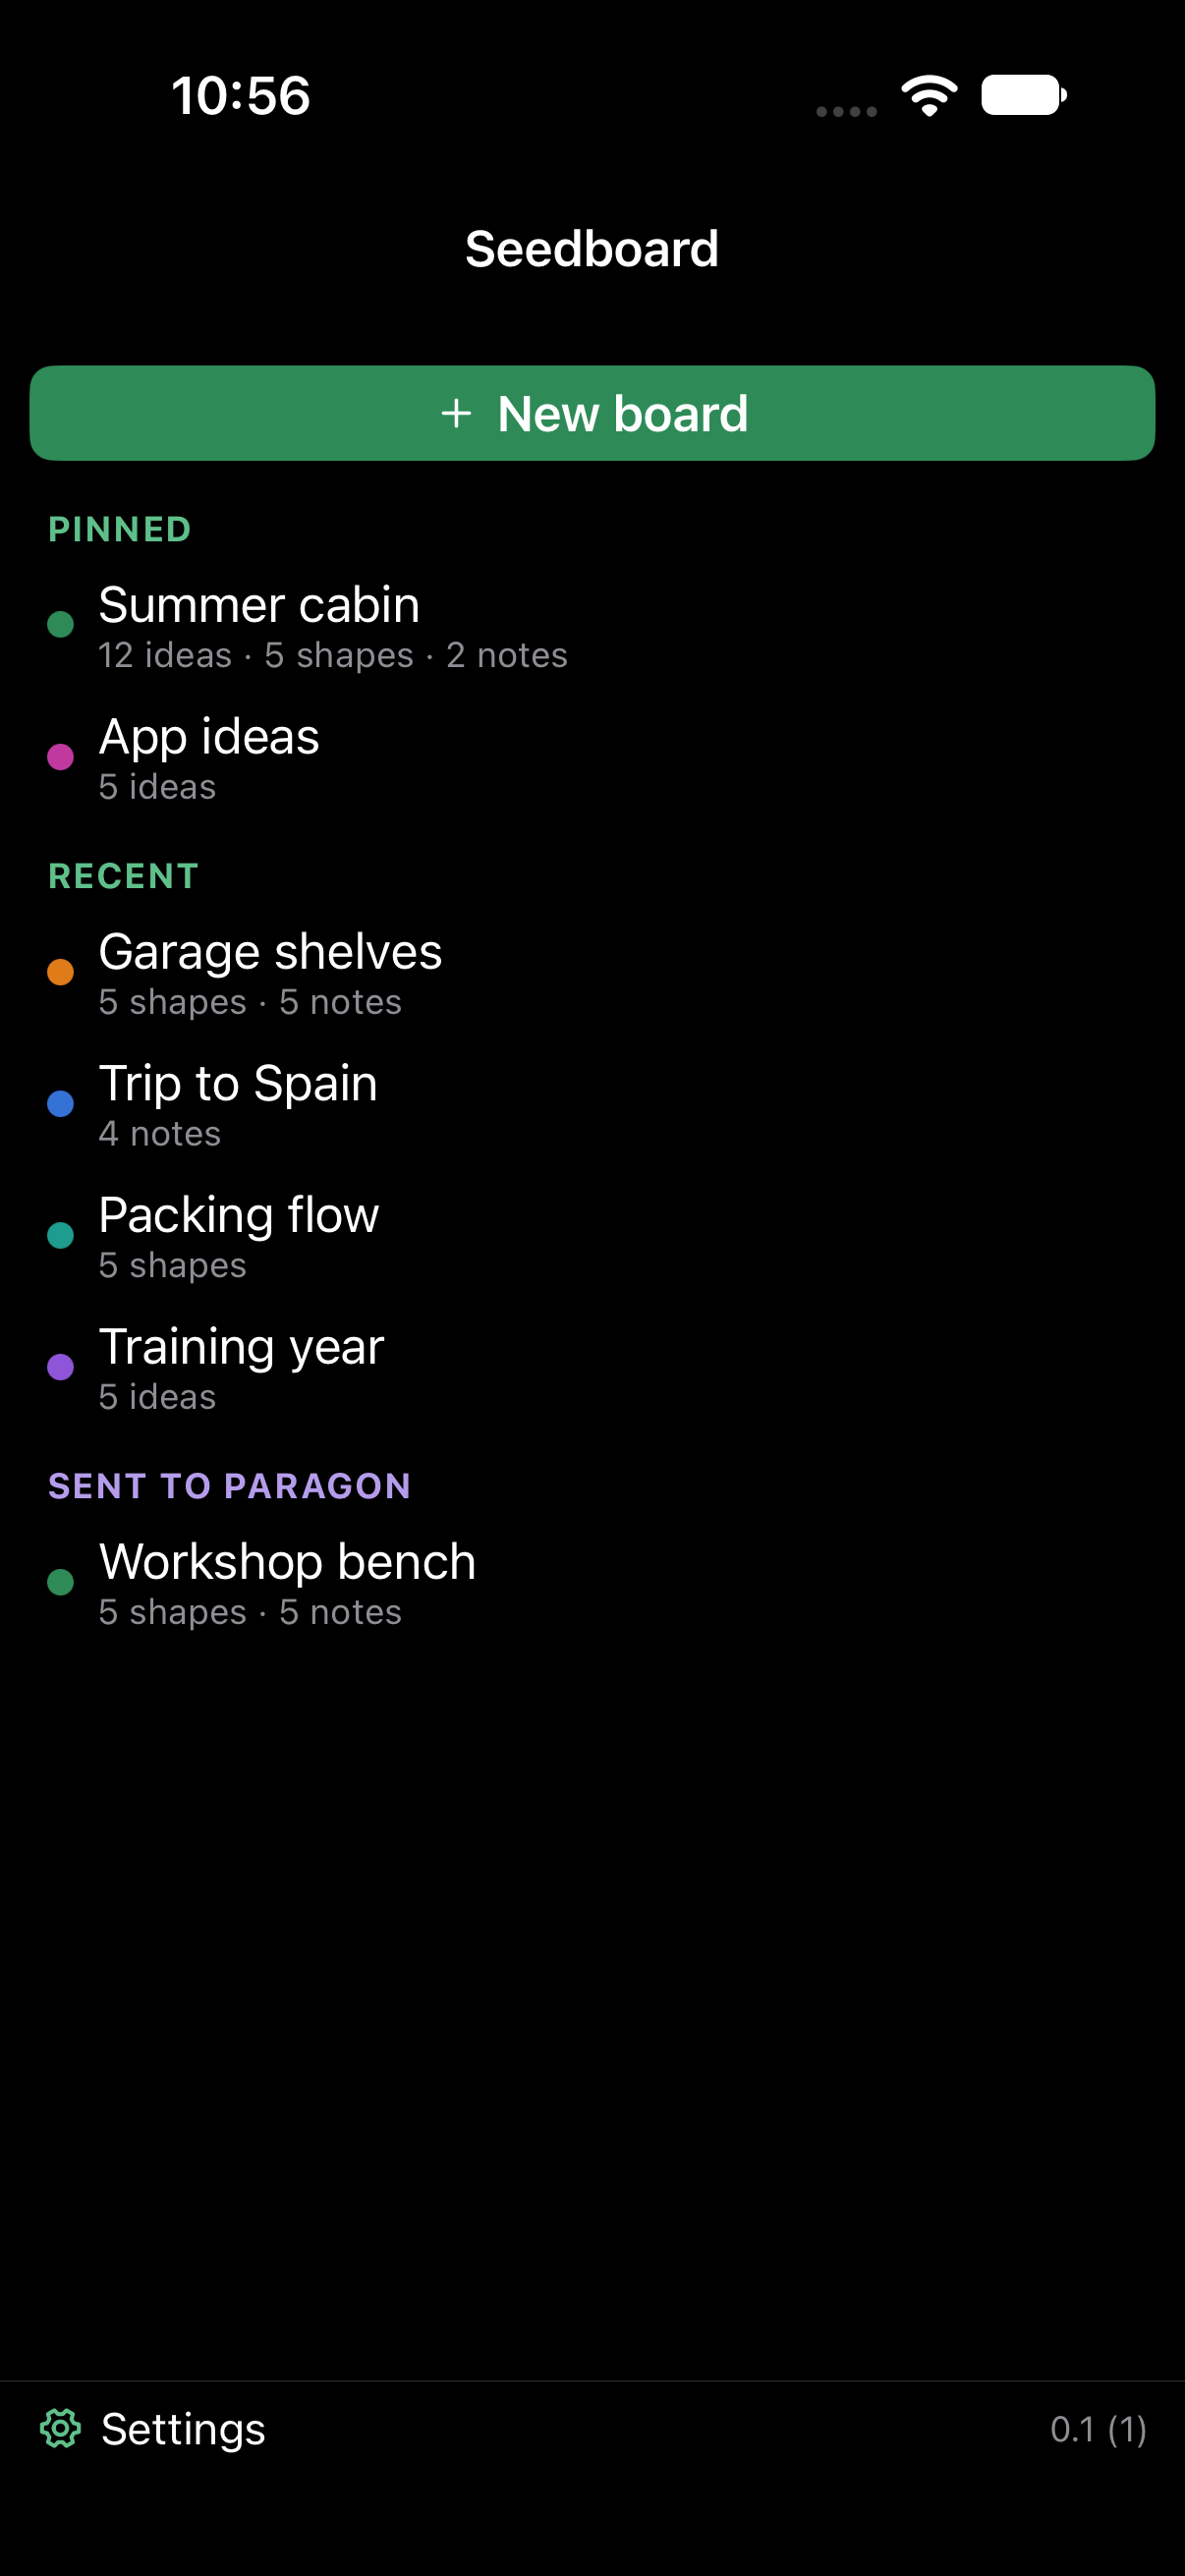 10:56
Seedboard
+ New board
PINNED
Summer cabin
12 ideas · 5 shapes · 2 notes
App ideas
5 ideas
RECENT
Garage shelves
5 shapes · 5 notes
Trip to Spain
4 notes
Packing flow
5 shapes
Training year
5 ideas
SENT TO PARAGON
Workshop bench
5 shapes · 5 notes
Settings
0.1 (1)